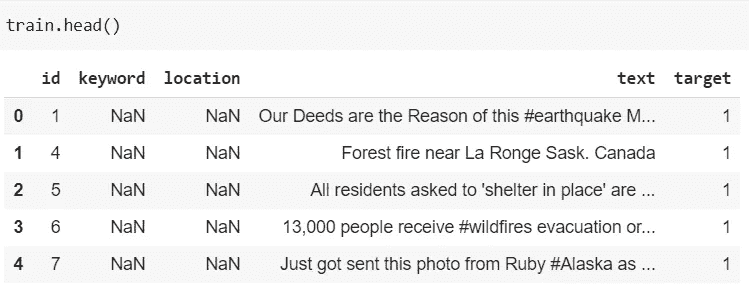 train.head()
id keyword location text target
0 1 NaN NaN Our Deeds are the Reason of this #earthquake M... 1
1 4 NaN NaN Forest fire near La Ronge Sask. Canada 1
2 5 NaN NaN All residents asked to 'shelter in place' are ... 1
3 6 NaN NaN 13,000 people receive #wildfires evacuation or... 1
4 7 NaN NaN Just got sent this photo from Ruby #Alaska as ... 1